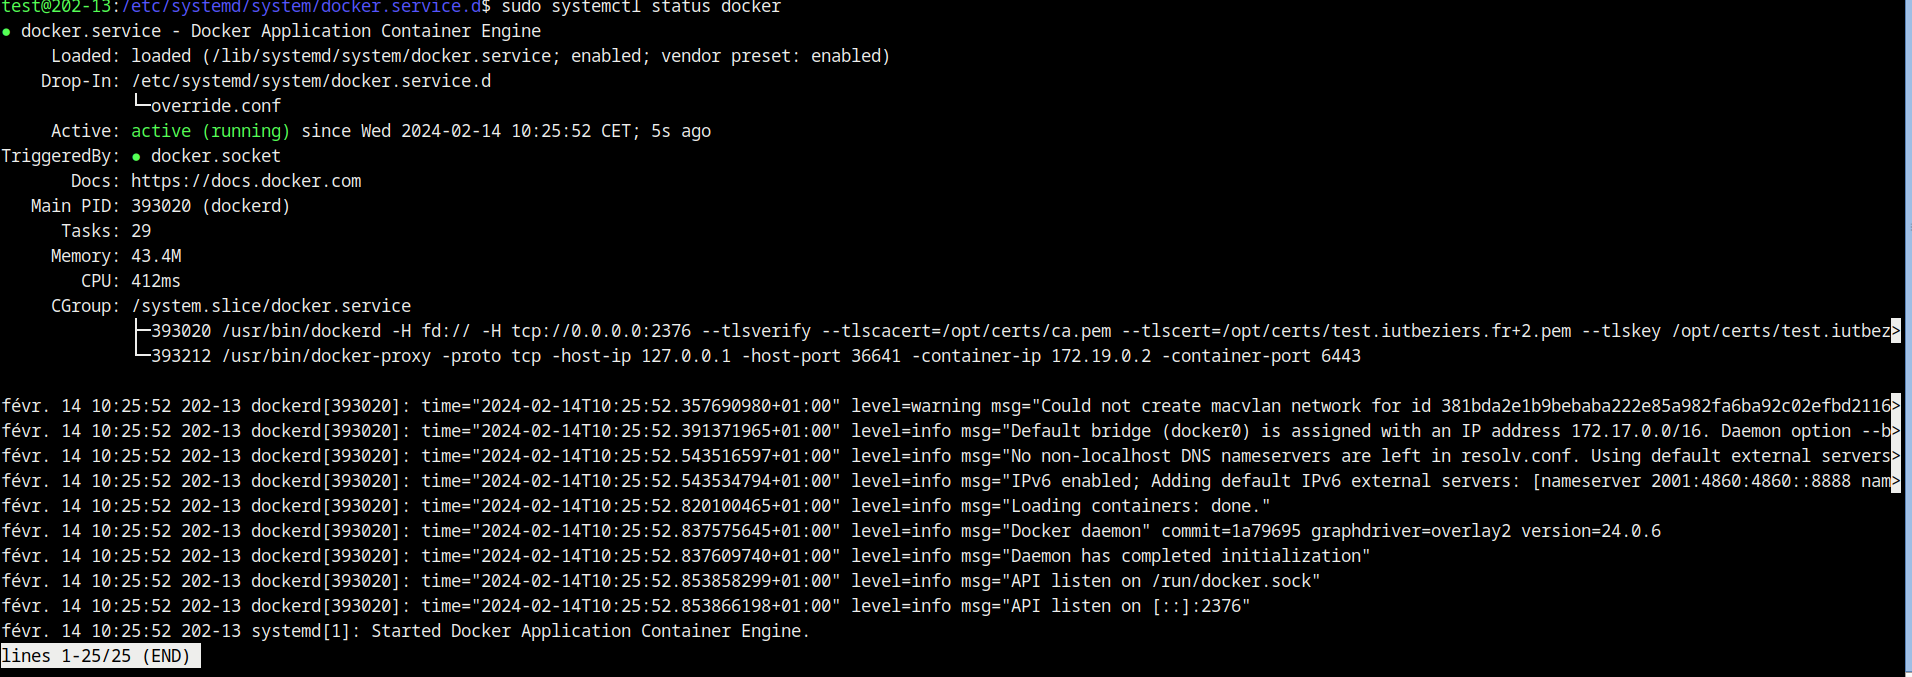 test@202-13:/etc/systemd/system/docker.service.d$ sudo systemctl status docker
● docker.service - Docker Application Container Engine
     Loaded: loaded (/lib/systemd/system/docker.service; enabled; vendor preset: enabled)
    Drop-In: /etc/systemd/system/docker.service.d
             └─override.conf
     Active: active (running) since Wed 2024-02-14 10:25:52 CET; 5s ago
TriggeredBy: ● docker.socket
       Docs: https://docs.docker.com
   Main PID: 393020 (dockerd)
      Tasks: 29
     Memory: 43.4M
        CPU: 412ms
     CGroup: /system.slice/docker.service
             ├─393020 /usr/bin/dockerd -H fd:// -H tcp://0.0.0.0:2376 --tlsverify --tlscacert=/opt/certs/ca.pem --tlscert=/opt/certs/test.iutbeziers.fr+2.pem --tlskey /opt/certs/test.iutbez>
             └─393212 /usr/bin/docker-proxy -proto tcp -host-ip 127.0.0.1 -host-port 36641 -container-ip 172.19.0.2 -container-port 6443

févr. 14 10:25:52 202-13 dockerd[393020]: time="2024-02-14T10:25:52.357690980+01:00" level=warning msg="Could not create macvlan network for id 381bda2e1b9bebaba222e85a982fa6ba92c02efbd2116>
févr. 14 10:25:52 202-13 dockerd[393020]: time="2024-02-14T10:25:52.391371965+01:00" level=info msg="Default bridge (docker0) is assigned with an IP address 172.17.0.0/16. Daemon option --b>
févr. 14 10:25:52 202-13 dockerd[393020]: time="2024-02-14T10:25:52.543516597+01:00" level=info msg="No non-localhost DNS nameservers are left in resolv.conf. Using default external servers>
févr. 14 10:25:52 202-13 dockerd[393020]: time="2024-02-14T10:25:52.543534794+01:00" level=info msg="IPv6 enabled; Adding default IPv6 external servers: [nameserver 2001:4860:4860::8888 nam>
févr. 14 10:25:52 202-13 dockerd[393020]: time="2024-02-14T10:25:52.820100465+01:00" level=info msg="Loading containers: done."
févr. 14 10:25:52 202-13 dockerd[393020]: time="2024-02-14T10:25:52.837575645+01:00" level=info msg="Docker daemon" commit=1a79695 graphdriver=overlay2 version=24.0.6
févr. 14 10:25:52 202-13 dockerd[393020]: time="2024-02-14T10:25:52.837609740+01:00" level=info msg="Daemon has completed initialization"
févr. 14 10:25:52 202-13 dockerd[393020]: time="2024-02-14T10:25:52.853858299+01:00" level=info msg="API listen on /run/docker.sock"
févr. 14 10:25:52 202-13 dockerd[393020]: time="2024-02-14T10:25:52.853866198+01:00" level=info msg="API listen on [::]:2376"
févr. 14 10:25:52 202-13 systemd[1]: Started Docker Application Container Engine.
lines 1-25/25 (END)